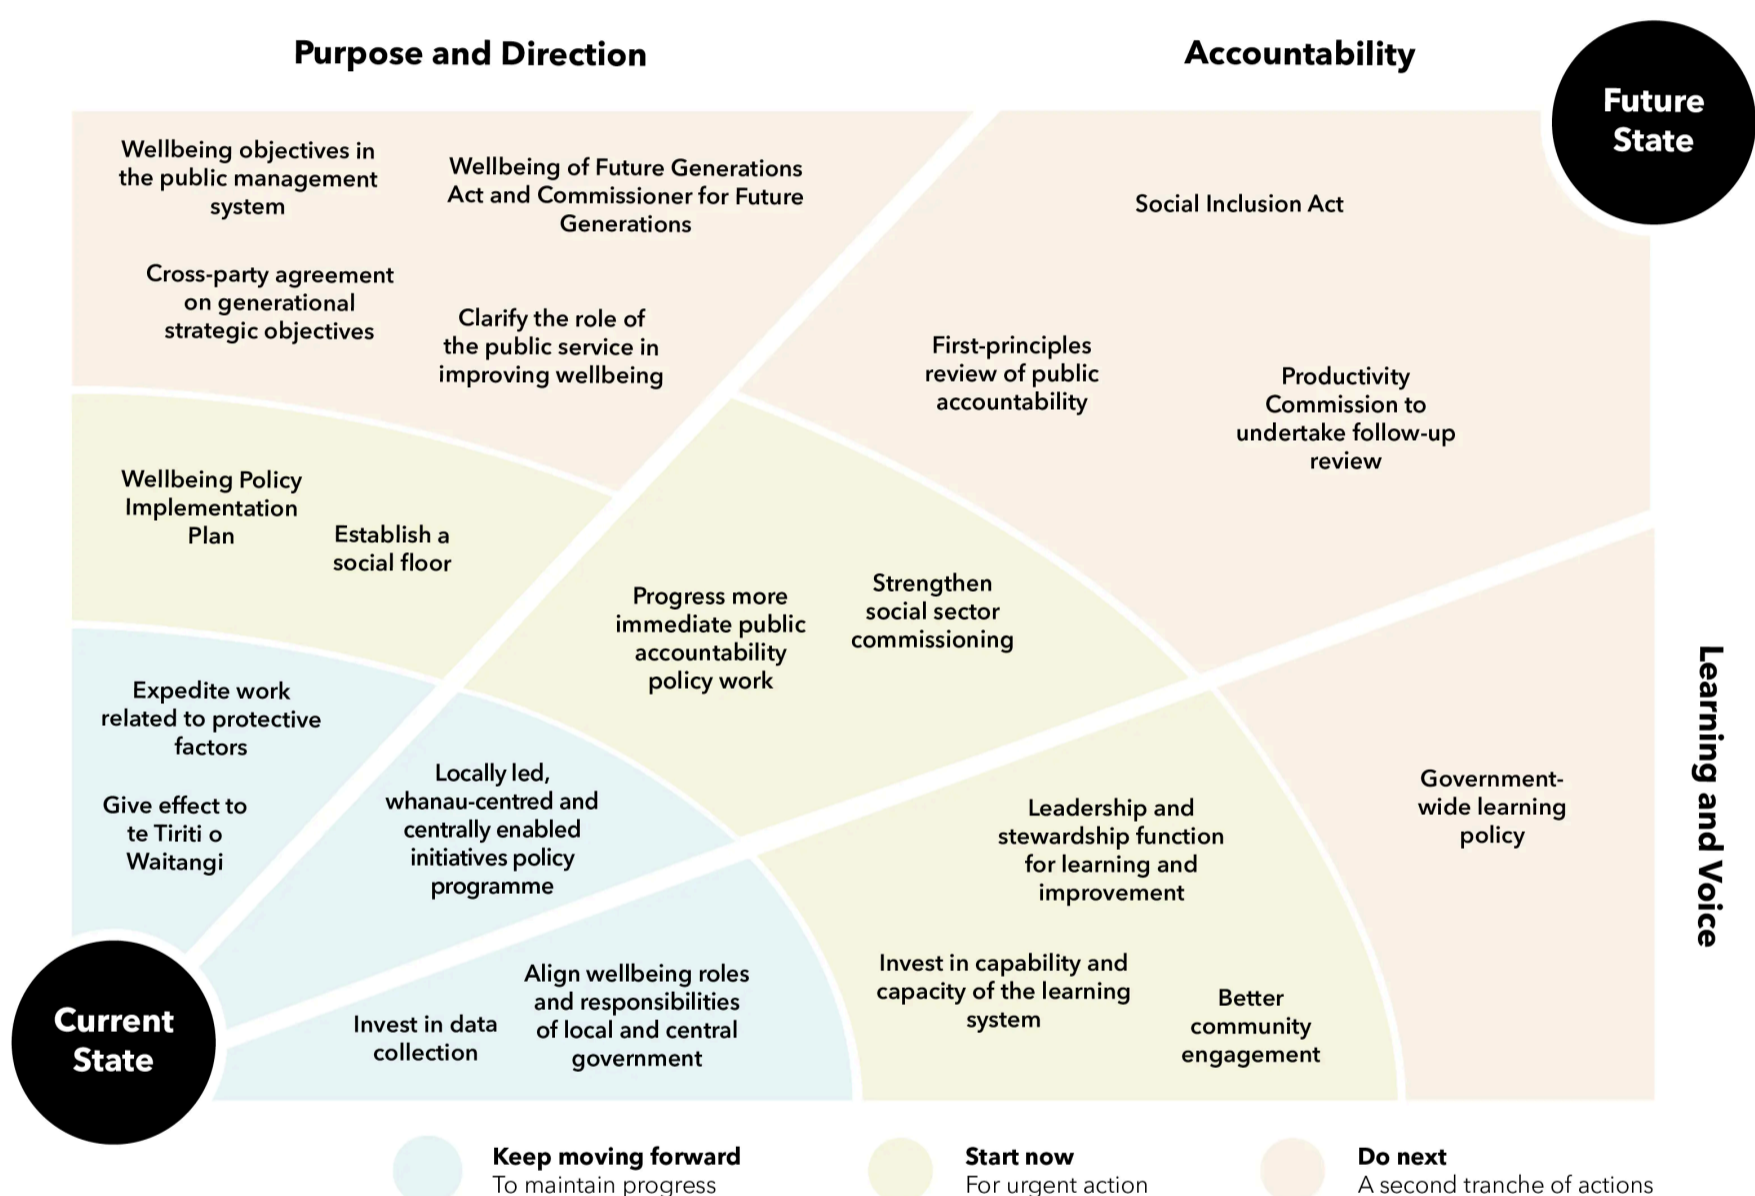 Purpose and Direction
Accountability
Future
State
Wellbeing objectives in
the public management
system
Wellbeing of Future Generations
Act and Commissioner for Future
Generations
Cross-party agreement
on generational
strategic objectives
Clarify the role of
the public service in
improving wellbeing
Social Inclusion Act
First-principles
review of public
accountability
Productivity
Commission to
undertake follow-up
review
Wellbeing Policy
Implementation
Plan
Establish a
social floor
Progress more
immediate public
accountability
policy work
Strengthen
social sector
commissioning
Learning and Voice
Expedite work
related to protective
factors
Give effect to
te Tiriti o
Waitangi
Locally led,
whanau-centred and
centrally enabled
initiatives policy
programme
Leadership and
stewardship function
for learning and
improvement
Government-
wide learning
policy
Current
State
Invest in data
collection
Align wellbeing roles
and responsibilities
of local and central
government
Invest in capability and
capacity of the learning
system
Better
community
engagement
Keep moving forward
To maintain progress
Start now
For urgent action
Do next
A second tranche of actions